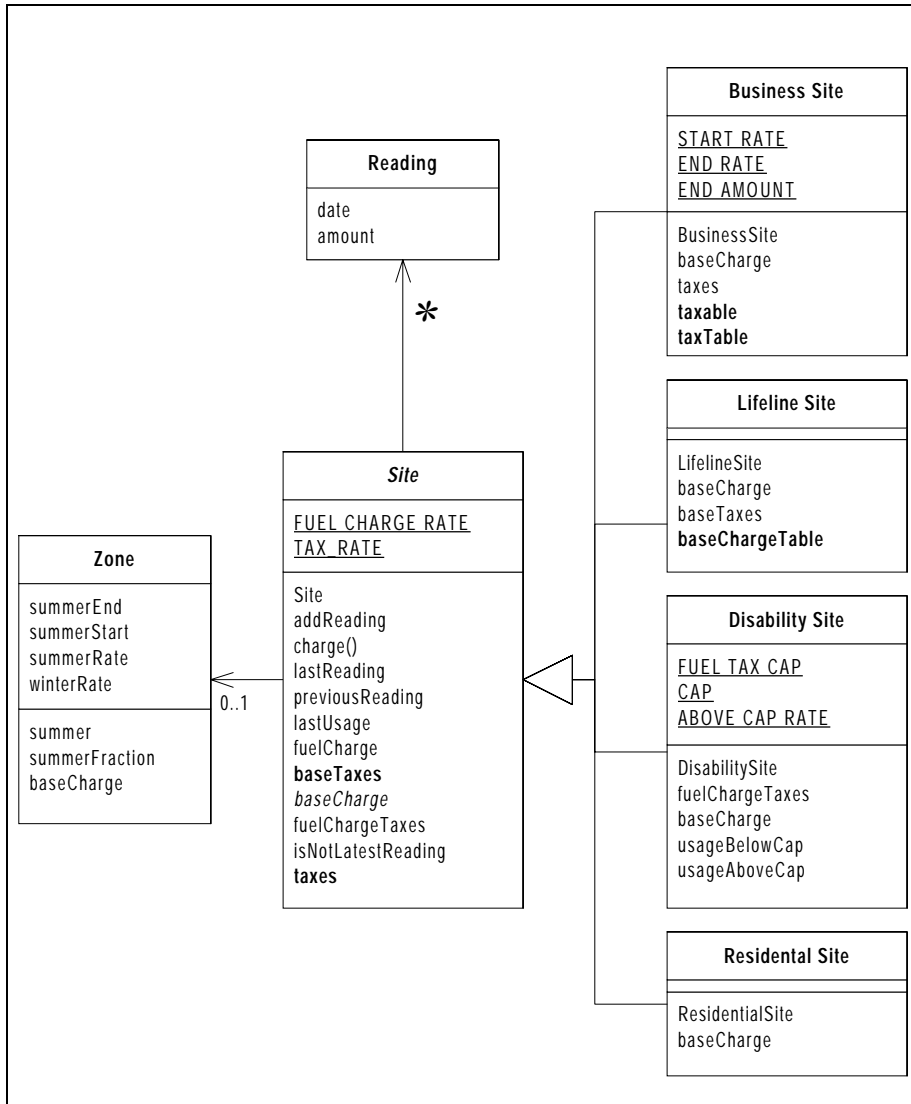 Business Site
START RATE
END RATE
END AMOUNT
BusinessSite
baseCharge
taxes
taxable
taxTable
Reading
date
amount
*
Lifeline Site
LifelineSite
baseCharge
baseTaxes
baseChargeTable
Site
FUEL CHARGE RATE
TAX_RATE
Site
addReading
charge()
lastReading
previousReading
lastUsage
fuelCharge
baseTaxes
baseCharge
fuelChargeTaxes
isNotLatestReading
taxes
Zone
summerEnd
summerStart
summerRate
winterRate
summer
summerFraction
baseCharge
0..1
Disability Site
FUEL TAX CAP
CAP
ABOVE CAP RATE
DisabilitySite
fuelChargeTaxes
baseCharge
usageBelowCap
usageAboveCap
Residental Site
ResidentialSite
baseCharge